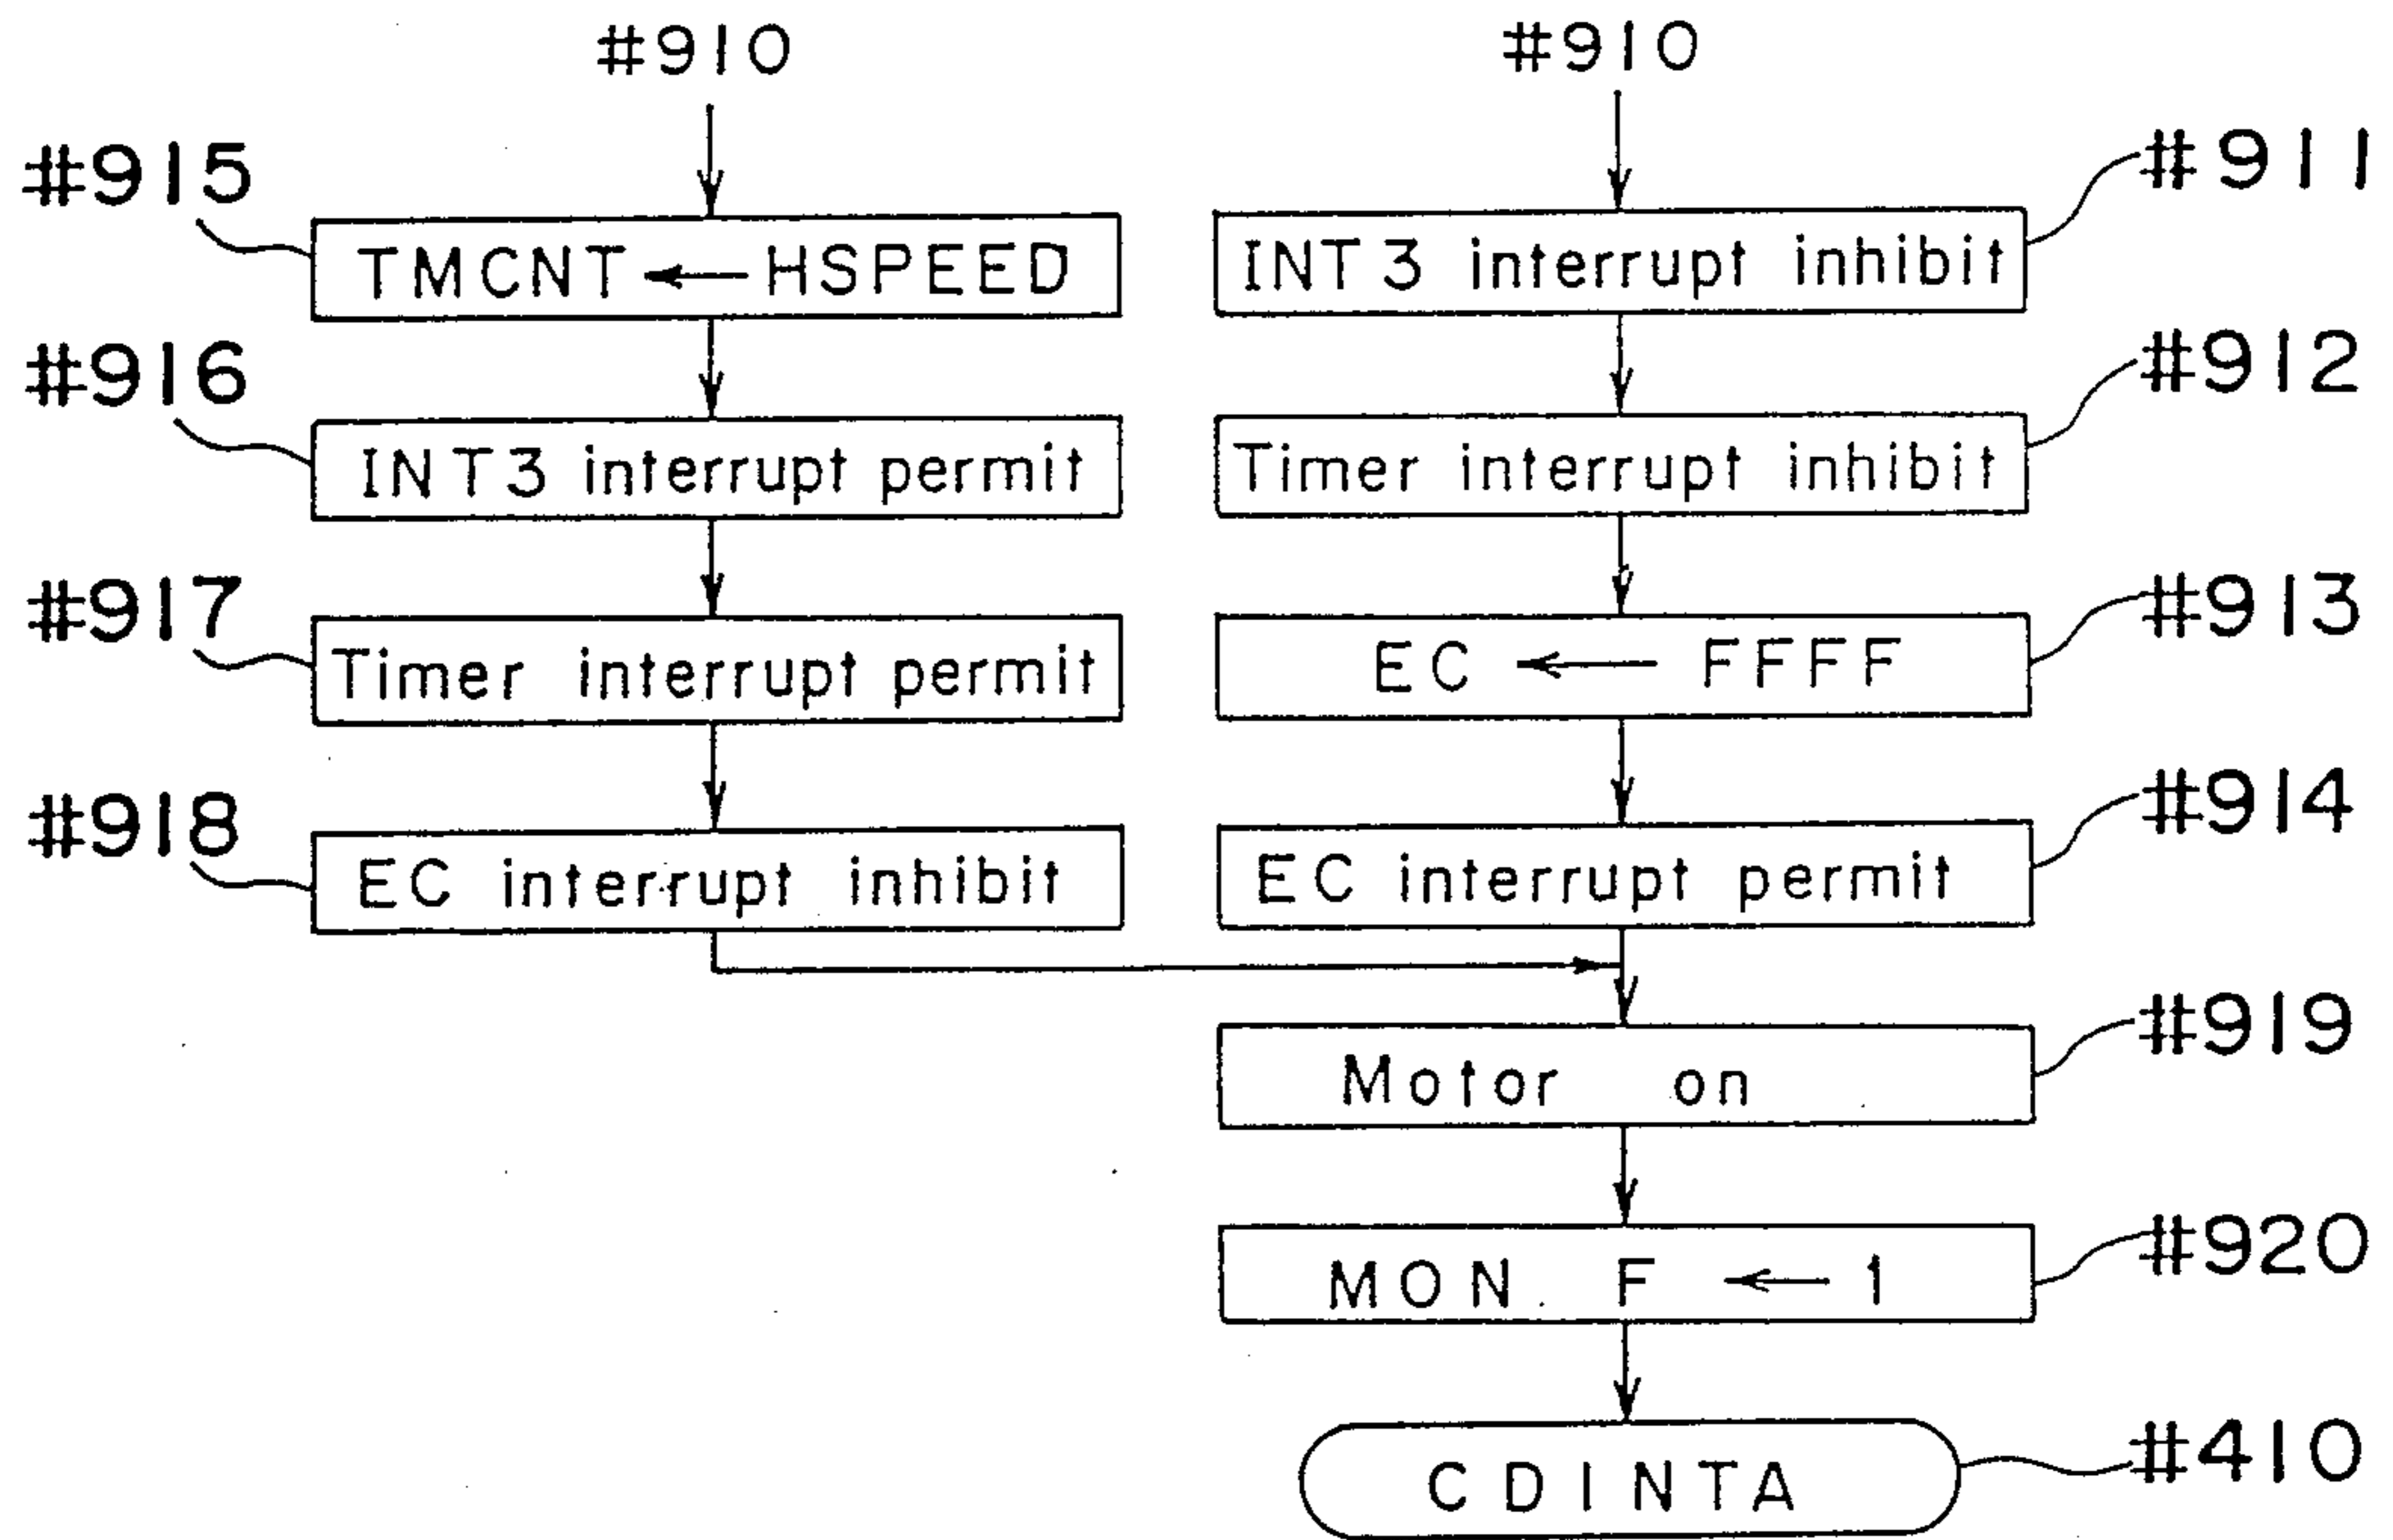 #910
#915
TMCNT ← HSPEED
#916
INT3 interrupt permit
#917
Timer interrupt permit
#918
EC interrupt inhibit
#910
#911
INT3 interrupt inhibit
#912
Timer interrupt inhibit
#913
EC ← FFFF
#914
EC interrupt permit
#919
Motor on
#920
MON F ← 1
#410
CDINTA